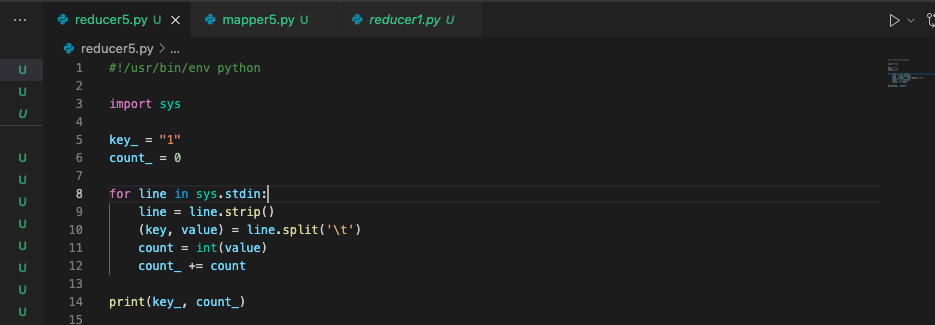 ... reducer5.py U × mapper5.py U reducer1.py U
reducer5.py > ...
U 1 #!/usr/bin/env python
2
U 3 import sys
U 4
5 key_ = "1"
U 6 count_ = 0
U 7
U 8 for line in sys.stdin:
U 9 line = line.strip()
U 10 (key, value) = line.split('\t')
U 11 count = int(value)
U 12 count_ += count
U 13
U 14 print(key_, count_)
15